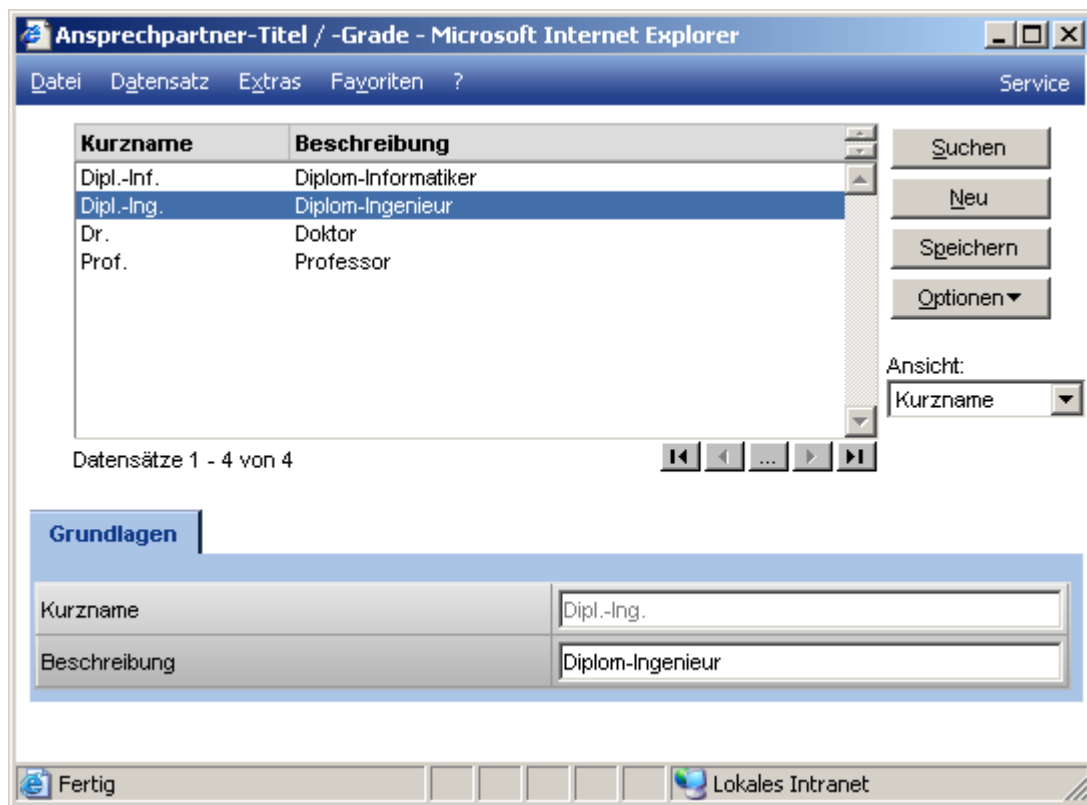 Ansprechpartner-Titel / -Grade - Microsoft Internet Explorer
Datei Datensatz Extras Favoriten ? Service
Kurzname Beschreibung
Dipl.-Inf. Diplom-Informatiker
Dipl.-Ing. Diplom-Ingenieur
Dr. Doktor
Prof. Professor
Suchen
Neu
Speichern
Optionen
Ansicht:
Kurzname
Datensätze 1 - 4 von 4
...
Grundlagen
Kurzname Dipl.-Ing.
Beschreibung Diplom-Ingenieur
Fertig Lokales Intranet